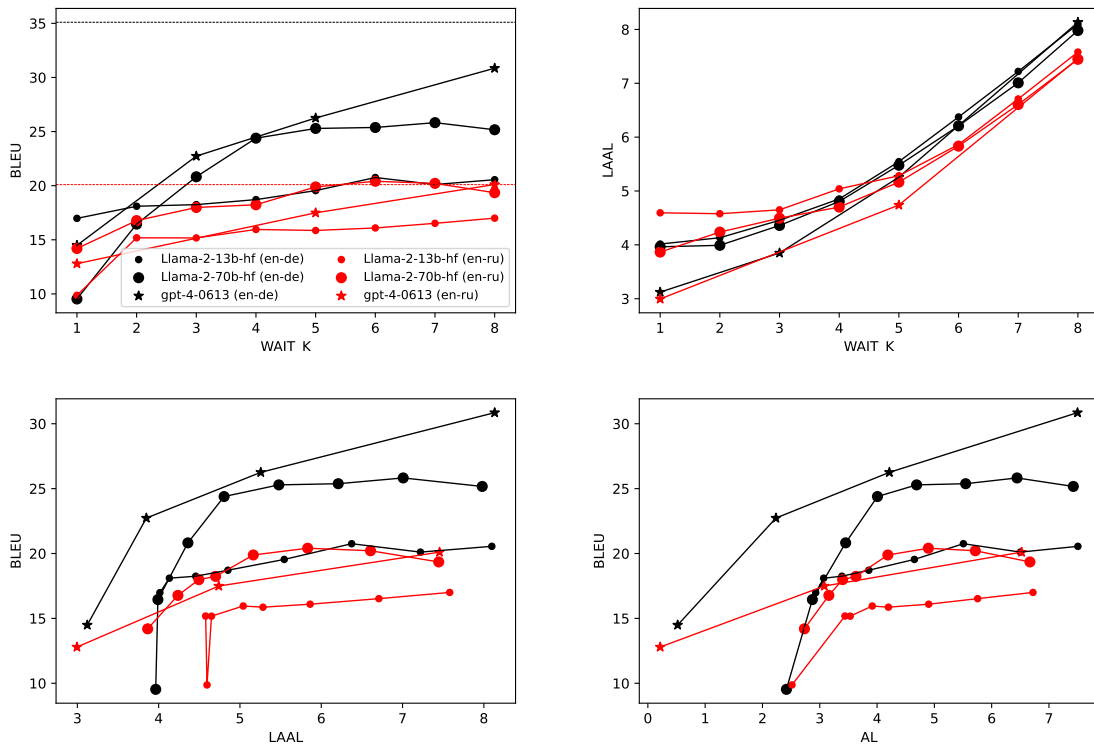 35
30
25
20
15
10
BLEU
Llama-2-13b-hf (en-de)
Llama-2-70b-hf (en-de)
gpt-4-0613 (en-de)
Llama-2-13b-hf (en-ru)
Llama-2-70b-hf (en-ru)
gpt-4-0613 (en-ru)
1 2 3 4 5 6 7 8
WAIT K
8
7
6
5
4
3
LAAL
1 2 3 4 5 6 7 8
WAIT K
30
25
20
15
10
BLEU
3 4 5 6 7 8
LAAL
30
25
20
15
10
BLEU
0 1 2 3 4 5 6 7
AL